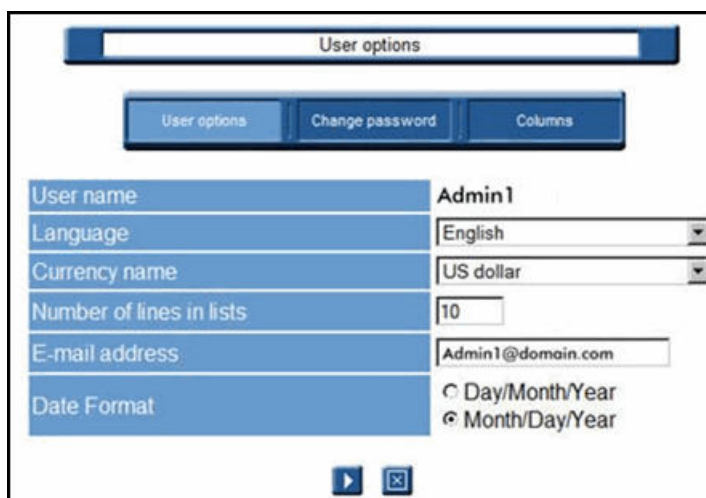 User options
User options Change password Columns
User name Admin1
Language English
Currency name US dollar
Number of lines in lists 10
E-mail address Admin1@domain.com
Date Format Day/Month/Year
Month/Day/Year